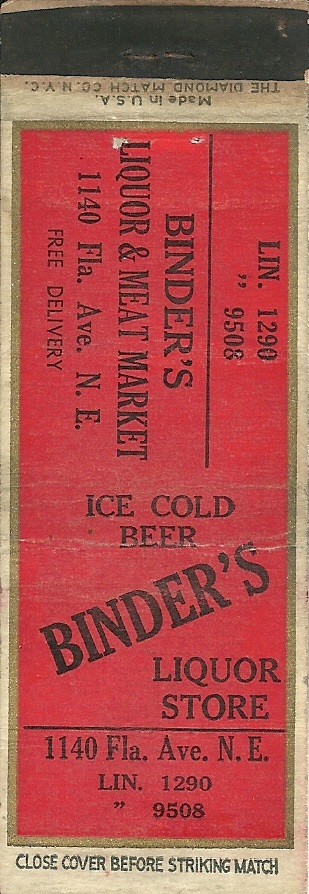 THE DIAMOND MATCH CO. N.Y.C.
Made in U.S.A.
LIN. 1290
" 9508
BINDER'S
LIQUOR & MEAT MARKET
1140 Fla. Ave. N. E.
FREE DELIVERY
ICE COLD
BEER
BINDER'S
LIQUOR
STORE
1140 Fla. Ave. N. E.
LIN. 1290
" 9508
CLOSE COVER BEFORE STRIKING MATCH